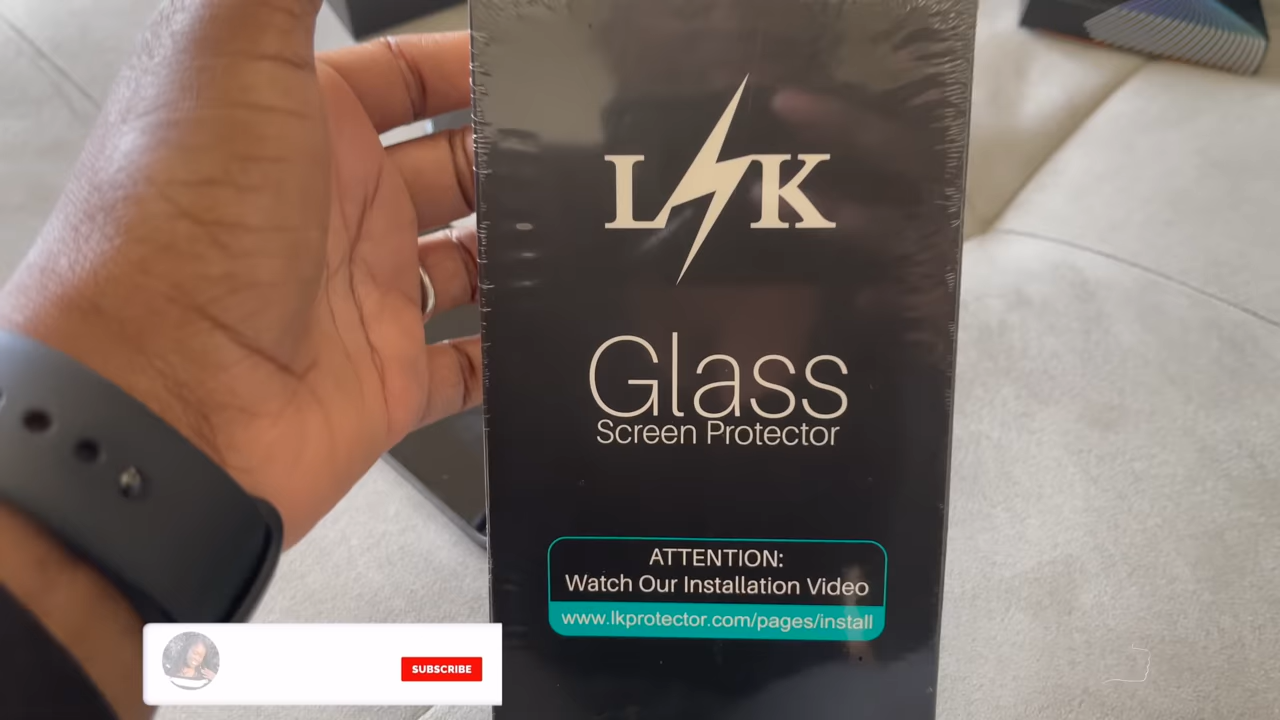 L K
Glass
Screen Protector
ATTENTION:
Watch Our Installation Video
www.lkprotector.com/pages/install
SUBSCRIBE